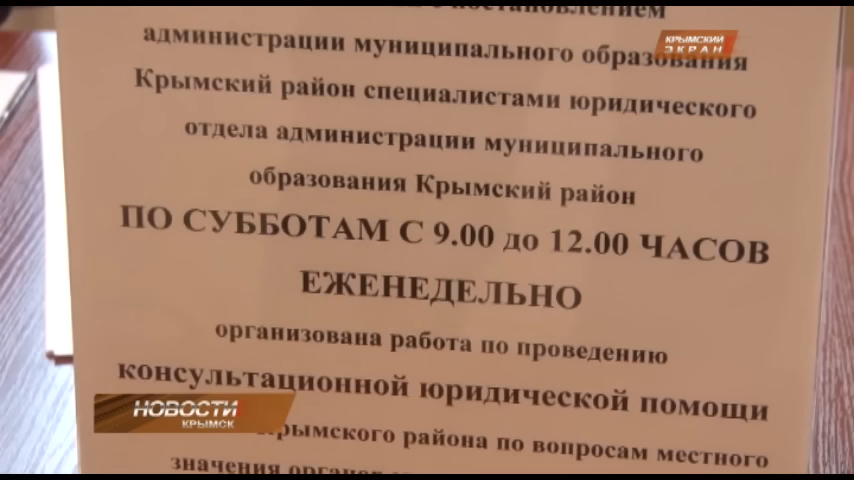 с постановлением
администрации муниципального образования
Крымский район специалистами юридического
отдела администрации муниципального
образования Крымский район
ПО СУББОТАМ С 9.00 до 12.00 ЧАСОВ
ЕЖЕНЕДЕЛЬНО
организована работа по проведению
консультационной юридической помощи
Крымского района по вопросам местного
значения органов
КРЫМСКИЙ
ЭКРАН
НОВОСТИ
КРЫМСК